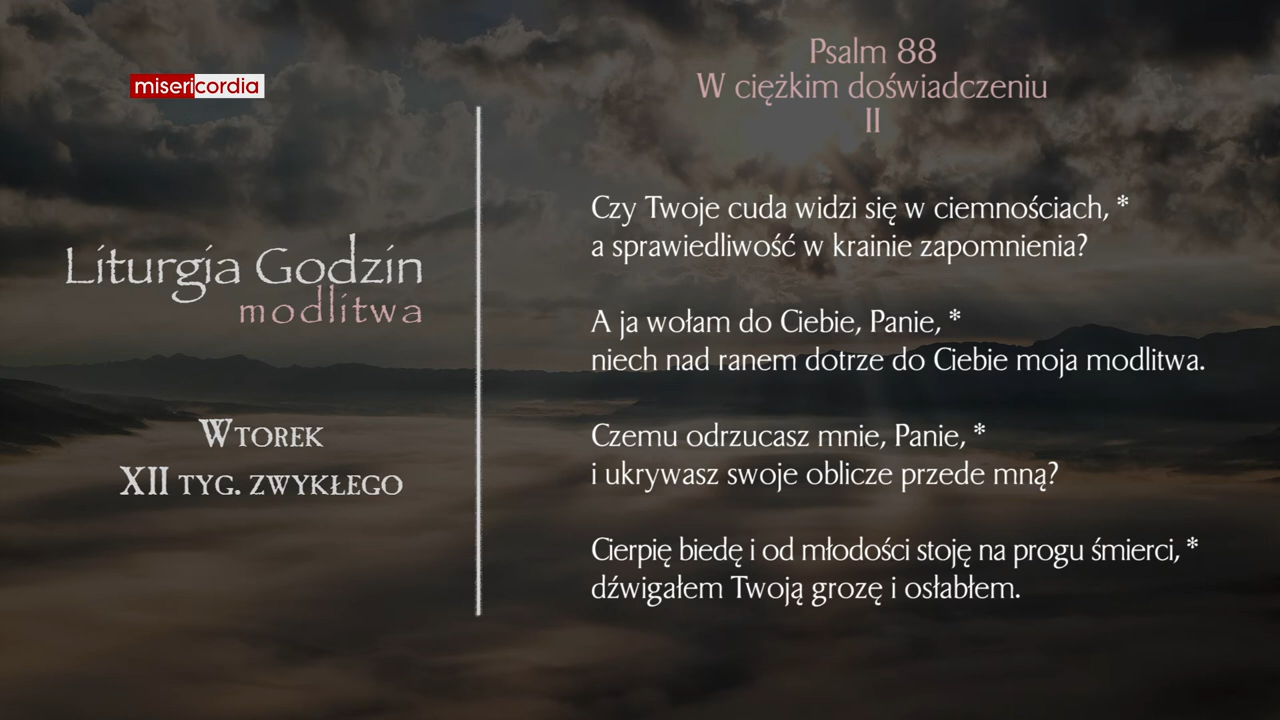 misericordia
Liturgia Godzin
modlitwa
Wtorek
XII tyg. zwykłego
Psalm 88
W ciężkim doświadczeniu
II
Czy Twoje cuda widzi się w ciemnościach, *
a sprawiedliwość w krainie zapomnienia?
A ja wołam do Ciebie, Panie, *
niech nad ranem dotrze do Ciebie moja modlitwa.
Czemu odrzucasz mnie, Panie, *
i ukrywasz swoje oblicze przede mną?
Cierpię biedę i od młodości stoję na progu śmierci, *
dźwigałem Twoją grozę i osłabłem.